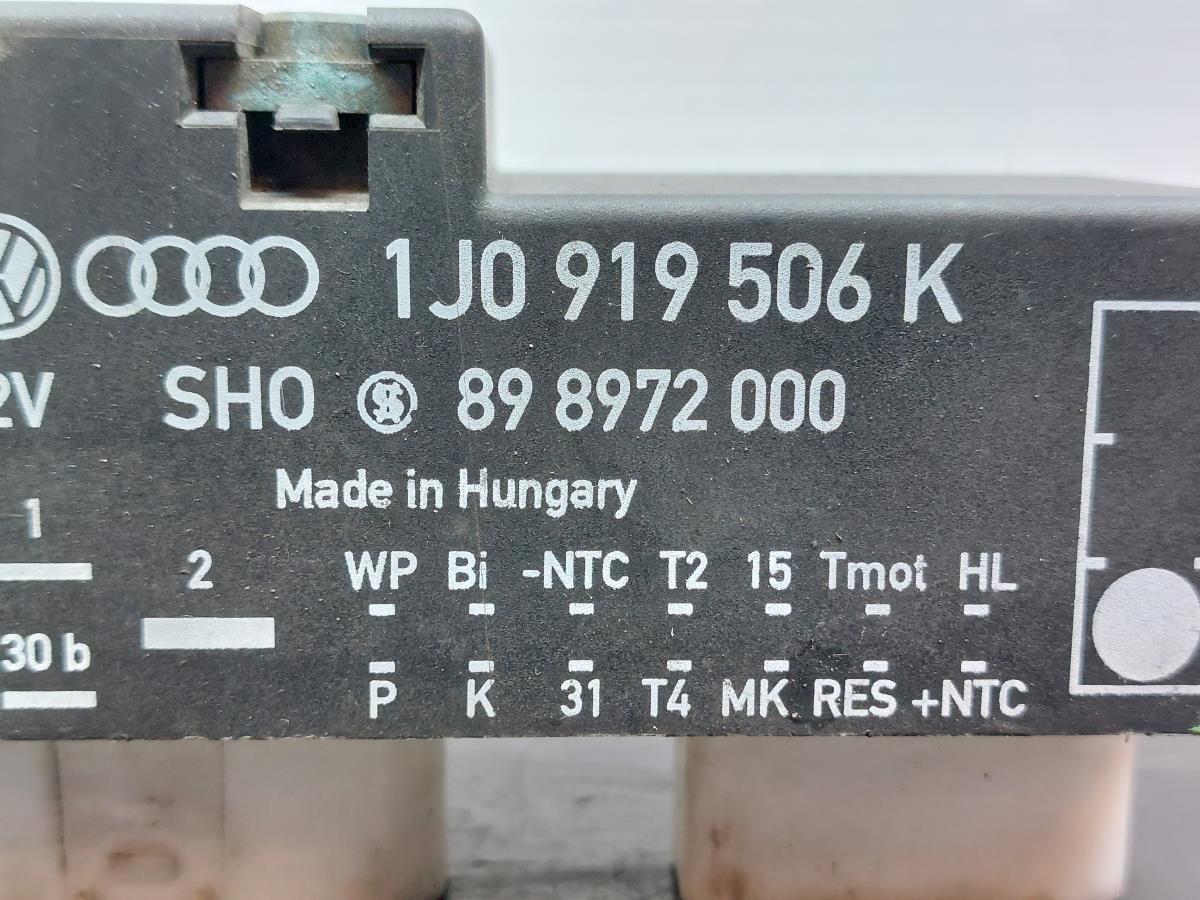 1J0 919 506 K
2V SHO 89 8972 000
Made in Hungary
1
2 WP Bi -NTC T2 15 Tmot HL
30 b
P K 31 T4 MK RES +NTC